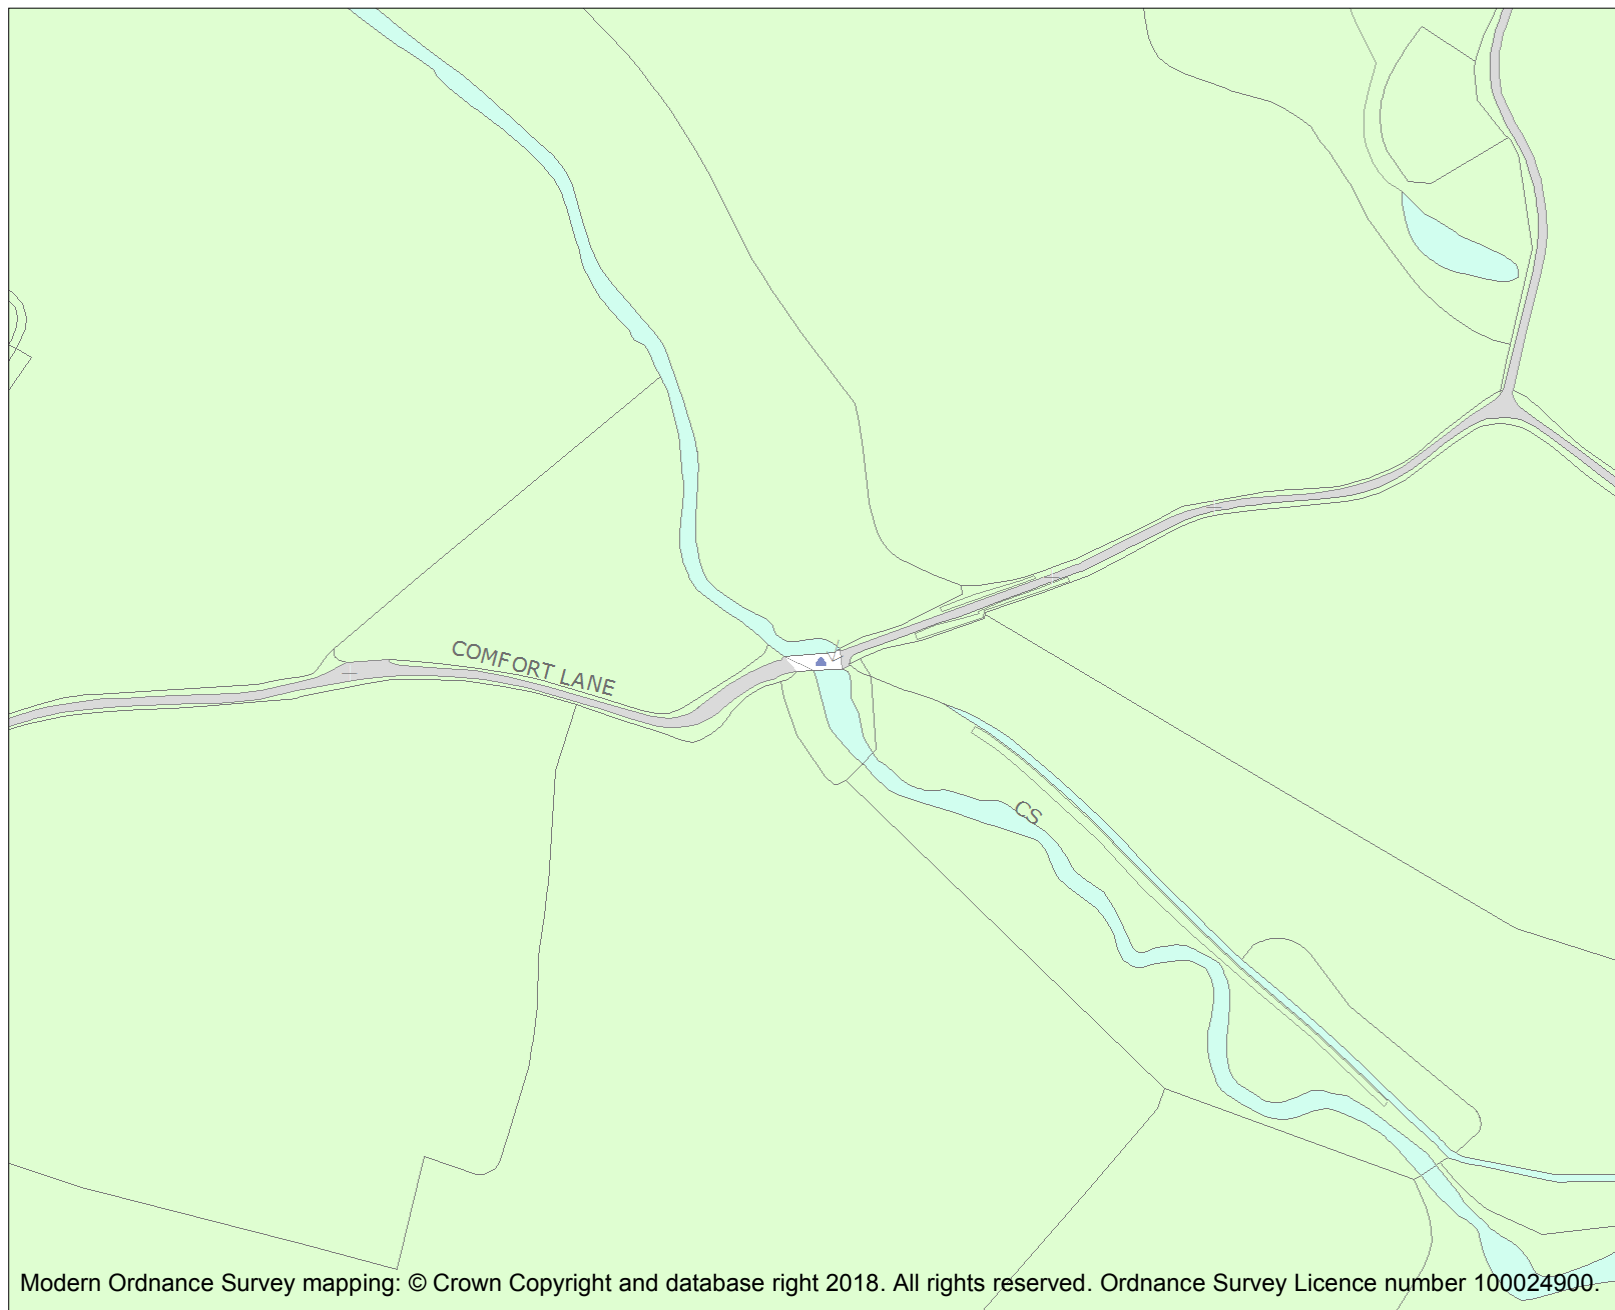 COMFORT LANE
CS
Modern Ordnance Survey mapping: © Crown Copyright and database right 2018. All rights reserved. Ordnance Survey Licence number 100024900.